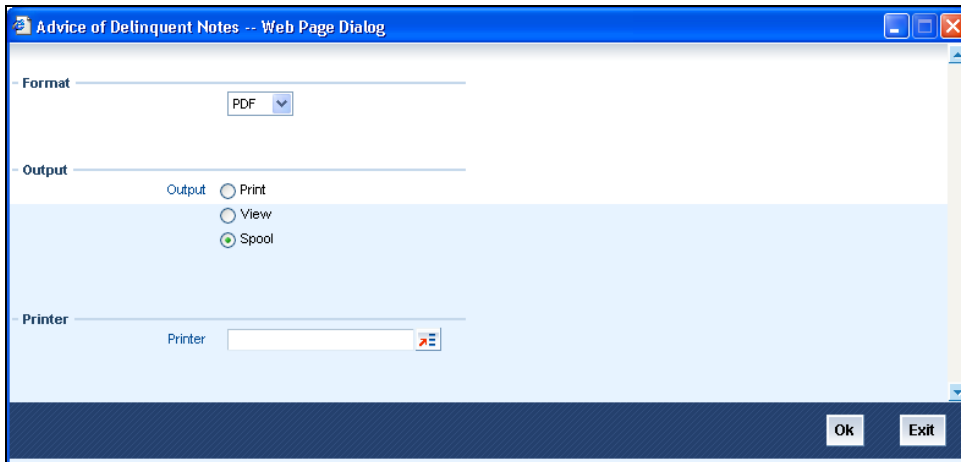 Advice of Delinquent Notes -- Web Page Dialog
Format
PDF
Output
Output Print
View
Spool
Printer
Printer
Ok Exit